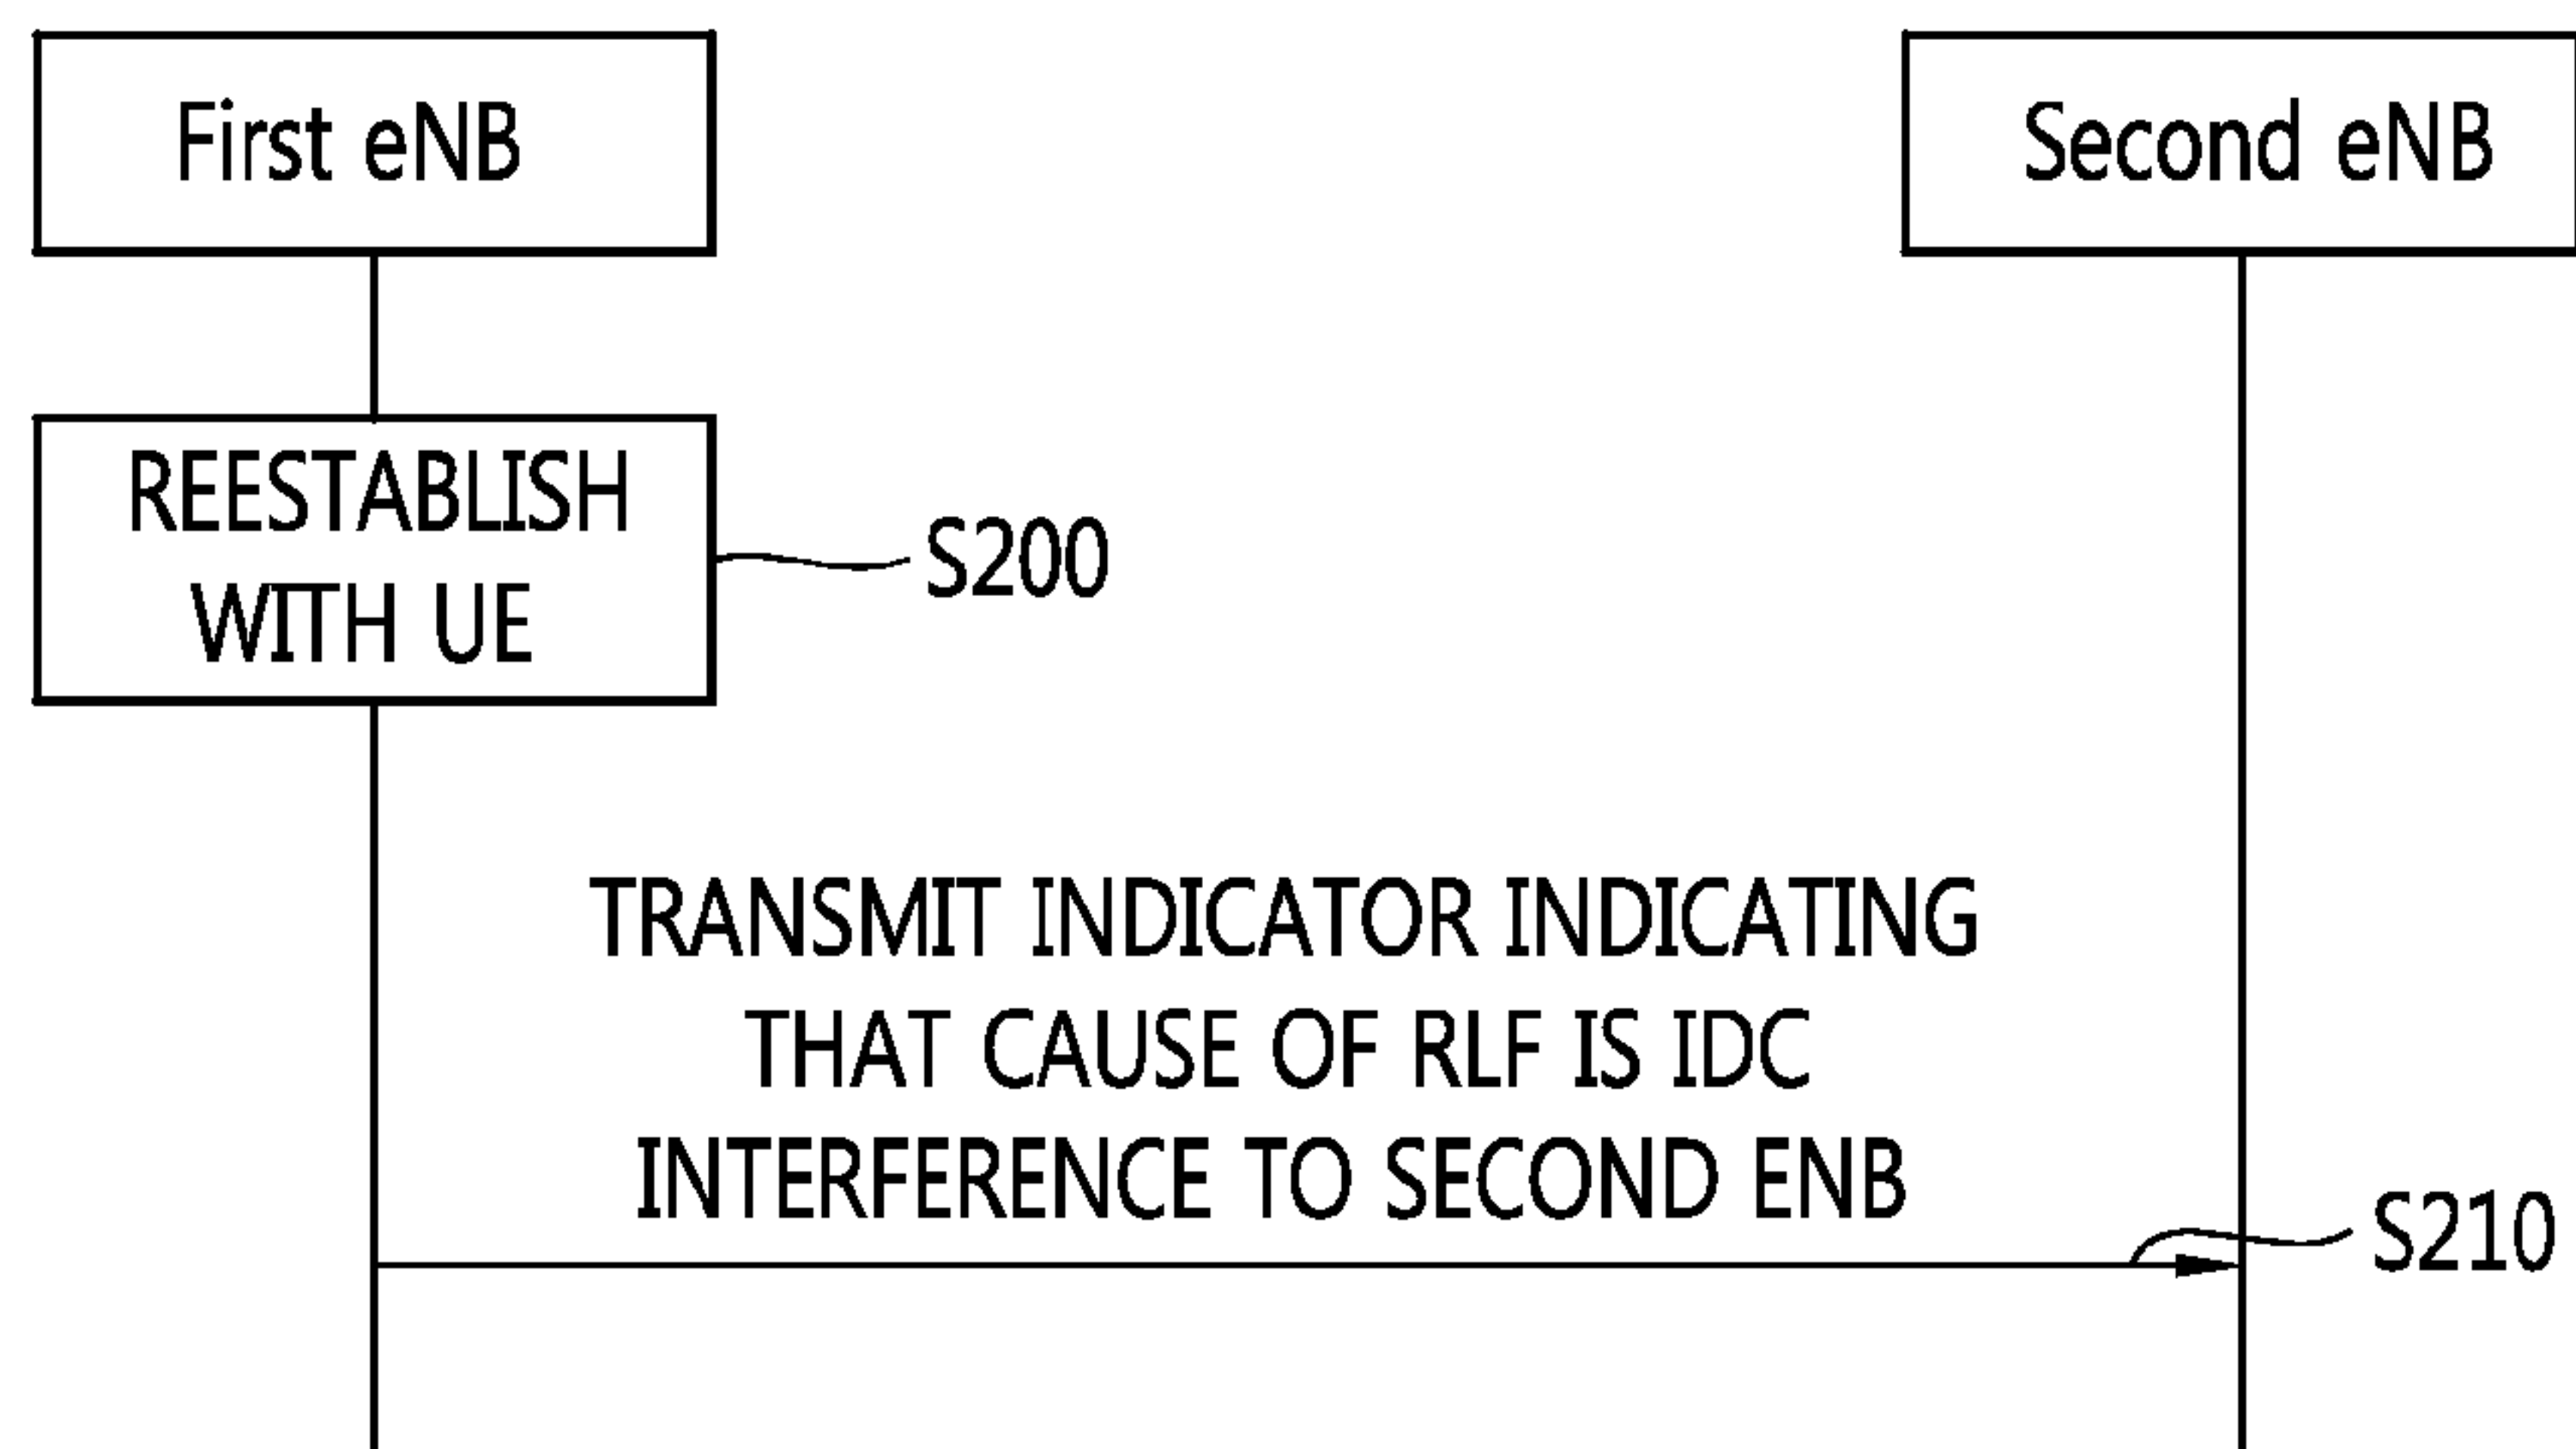 First eNB
Second eNB
REESTABLISH
WITH UE
S200
TRANSMIT INDICATOR INDICATING
THAT CAUSE OF RLF IS IDC
INTERFERENCE TO SECOND ENB
S210